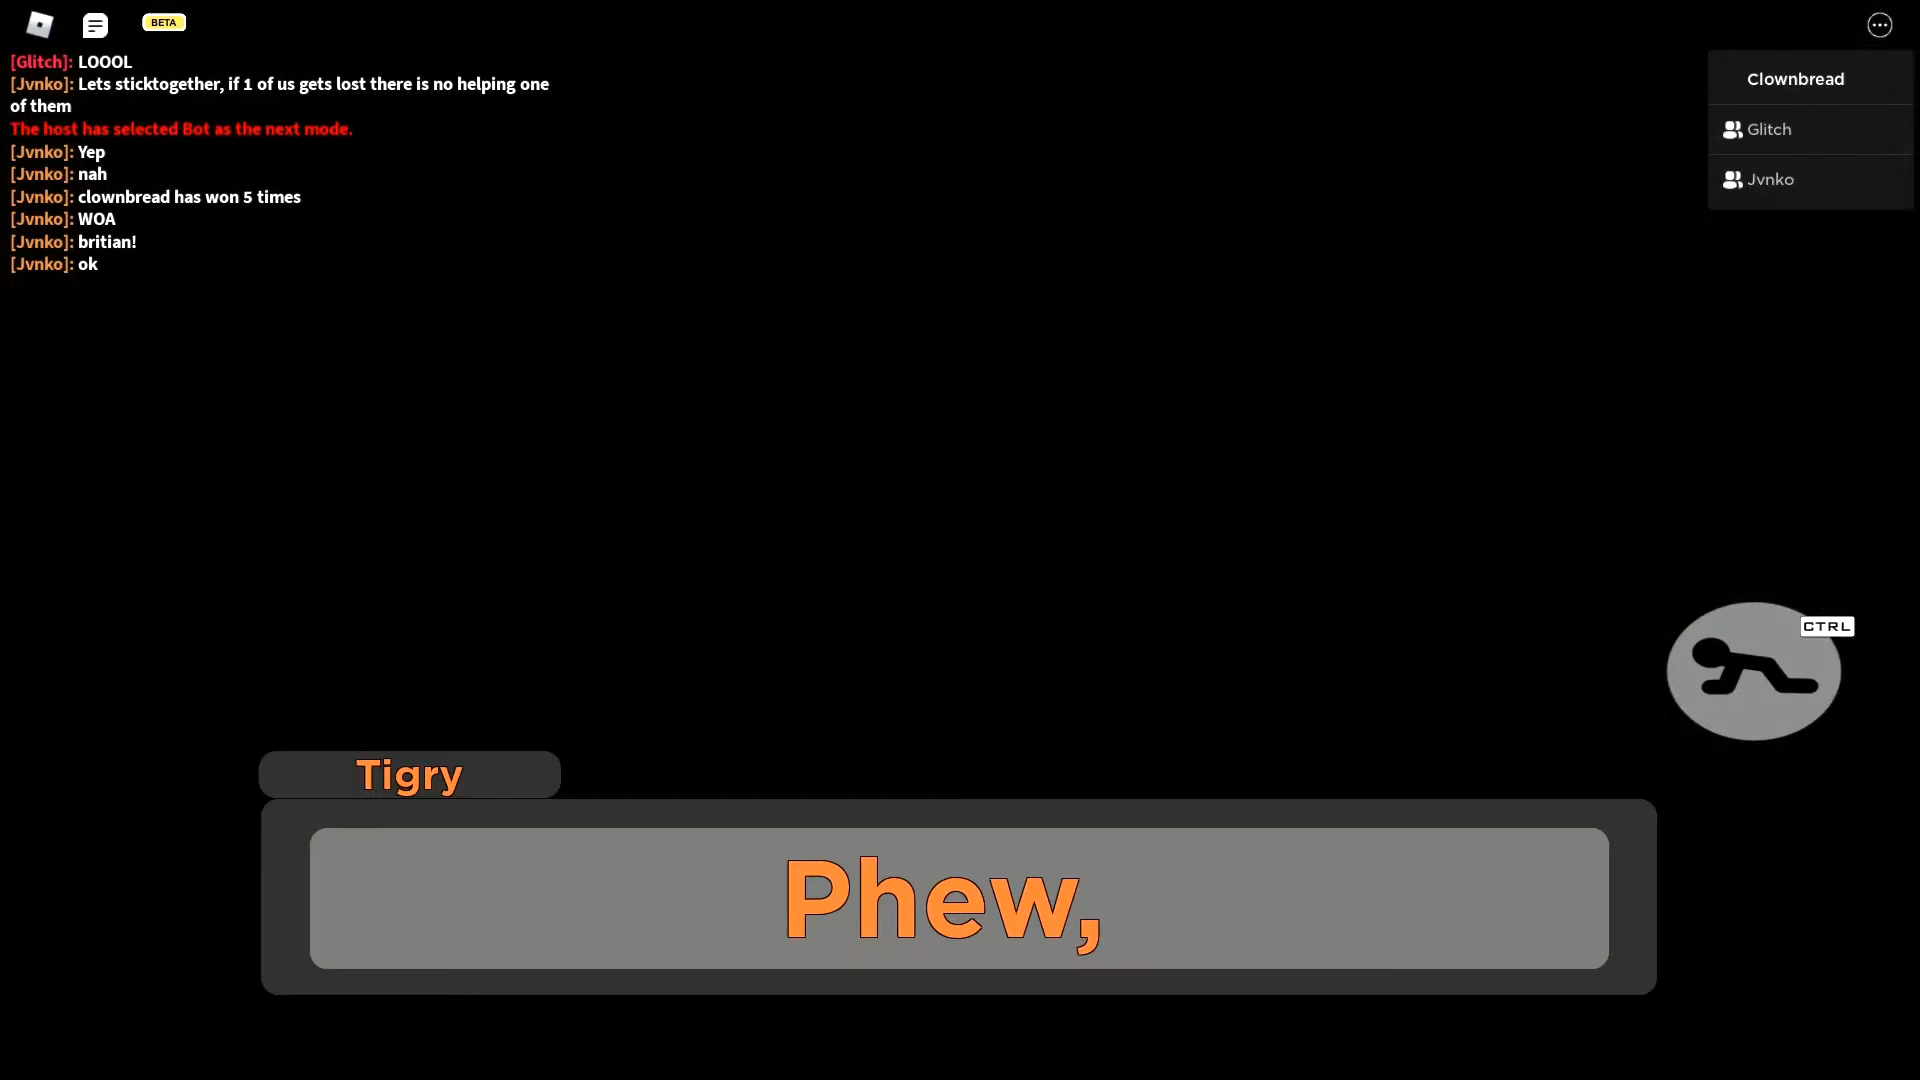 BETA
[Glitch]: LOOOL
[Jvnko]: Lets sticktogether, if 1 of us gets lost there is no helping one
of them
The host has selected Bot as the next mode.
[Jvnko]: Yep
[Jvnko]: nah
[Jvnko]: clownbread has won 5 times
[Jvnko]: WOA
[Jvnko]: britian!
[Jvnko]: ok
Clownbread
Glitch
Jvnko
CTRL
Tigry
Phew,